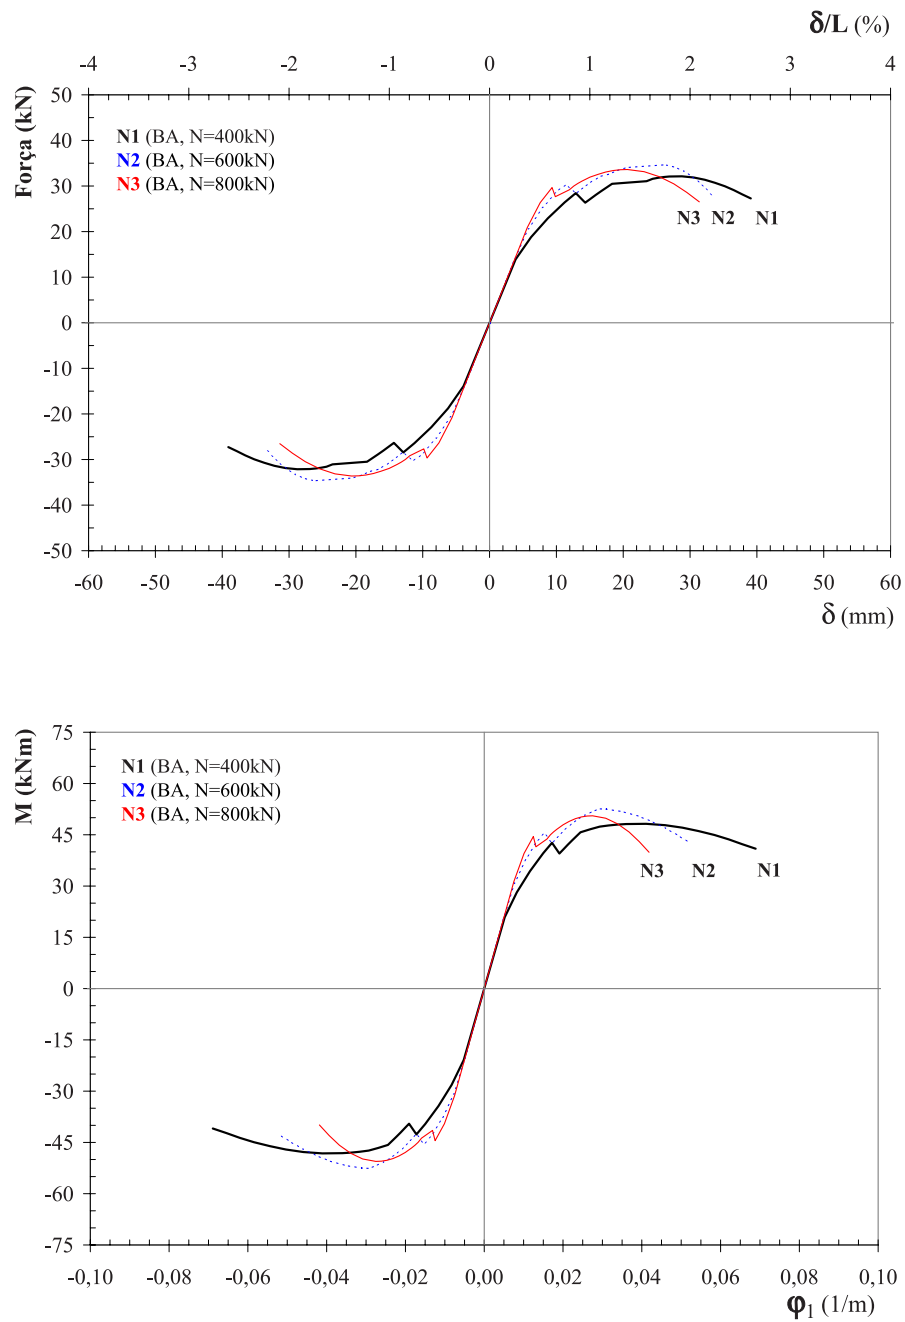 δ/L (%)
-4 -3 -2 -1 0 1 2 3 4
Força (kN)
50
40
30
20
10
0
-10
-20
-30
-40
-50
N1 (BA, N=400kN)
N2 (BA, N=600kN)
N3 (BA, N=800kN)
N3 N2 N1
-60 -50 -40 -30 -20 -10 0 10 20 30 40 50 60
δ (mm)
M (kNm)
75
60
45
30
15
0
-15
-30
-45
-60
-75
N1 (BA, N=400kN)
N2 (BA, N=600kN)
N3 (BA, N=800kN)
N3 N2 N1
-0,10 -0,08 -0,06 -0,04 -0,02 0,00 0,02 0,04 0,06 0,08 0,10
φ₁ (1/m)